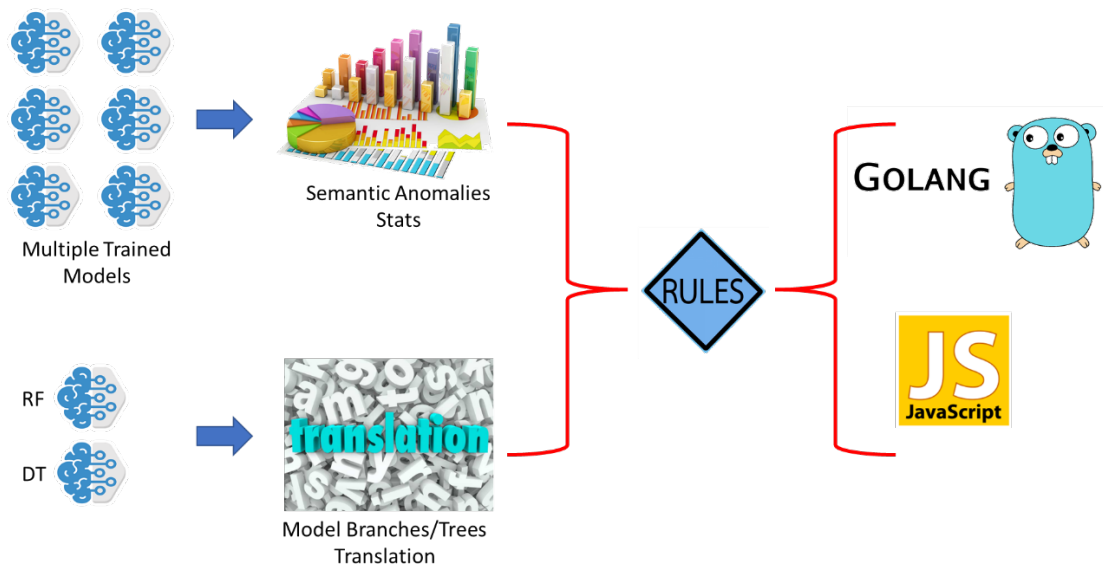 Multiple Trained
Models
Semantic Anomalies
Stats
RF
DT
translation
Model Branches/Trees
Translation
RULES
GOLANG
JS
JavaScript